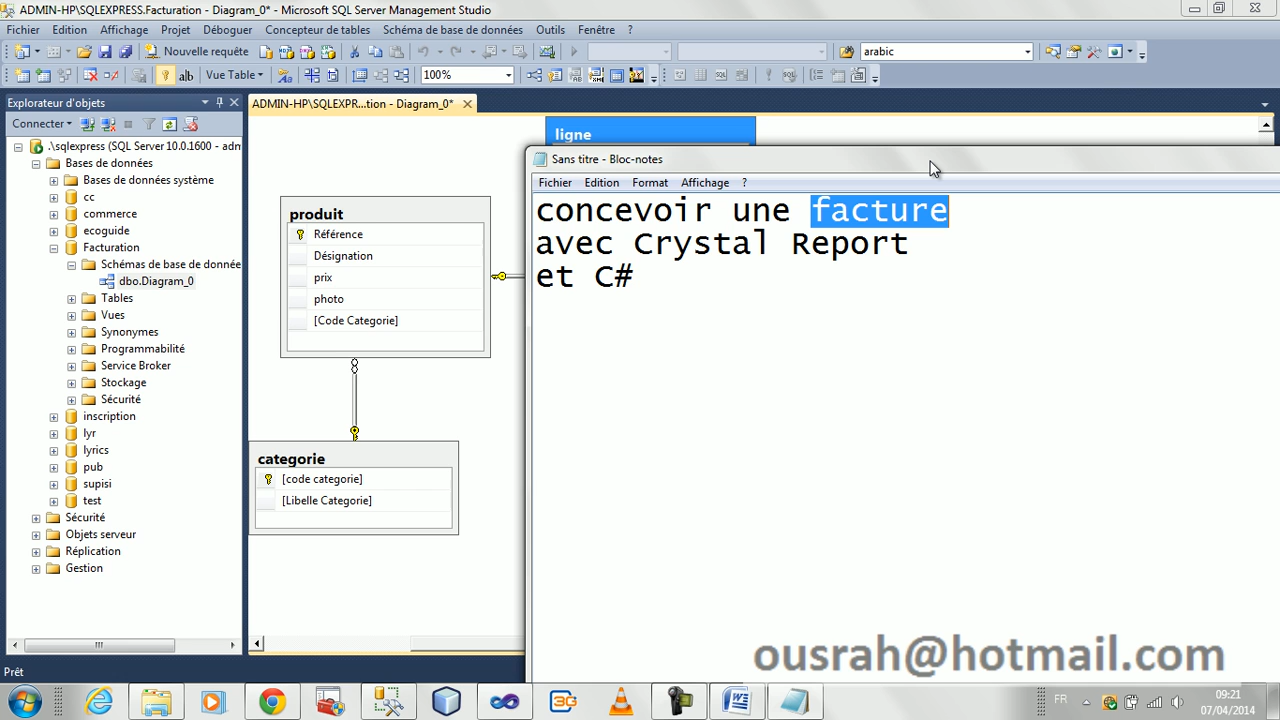 ADMIN-HP\SQLEXPRESS.Facturation - Diagram_0* - Microsoft SQL Server Management Studio
Fichier Edition Affichage Projet Déboguer Concepteur de tables Schéma de base de données Outils Fenêtre ?
Nouvelle requête arabic
ab Vue Table 100%
Explorateur d'objets
ADMIN-HP\SQLEXPR...tion - Diagram_0*
Connecter
.\sqlexpress (SQL Server 10.0.1600 - adm
Bases de données
Bases de données système
cc
commerce
ecoguide
Facturation
Schémas de base de donnée
dbo.Diagram_0
Tables
Vues
Synonymes
Programmabilité
Service Broker
Stockage
Sécurité
inscription
lyr
lyrics
pub
supisi
test
Sécurité
Objets serveur
Réplication
Gestion
produit
Référence
Désignation
prix
photo
[Code Categorie]
categorie
[code categorie]
[Libelle Categorie]
ligne
Sans titre - Bloc-notes
Fichier Edition Format Affichage ?
concevoir une facture
avec Crystal Report
et C#
ousrah@hotmail.com
Prêt
3G
W
FR
09:21
07/04/2014